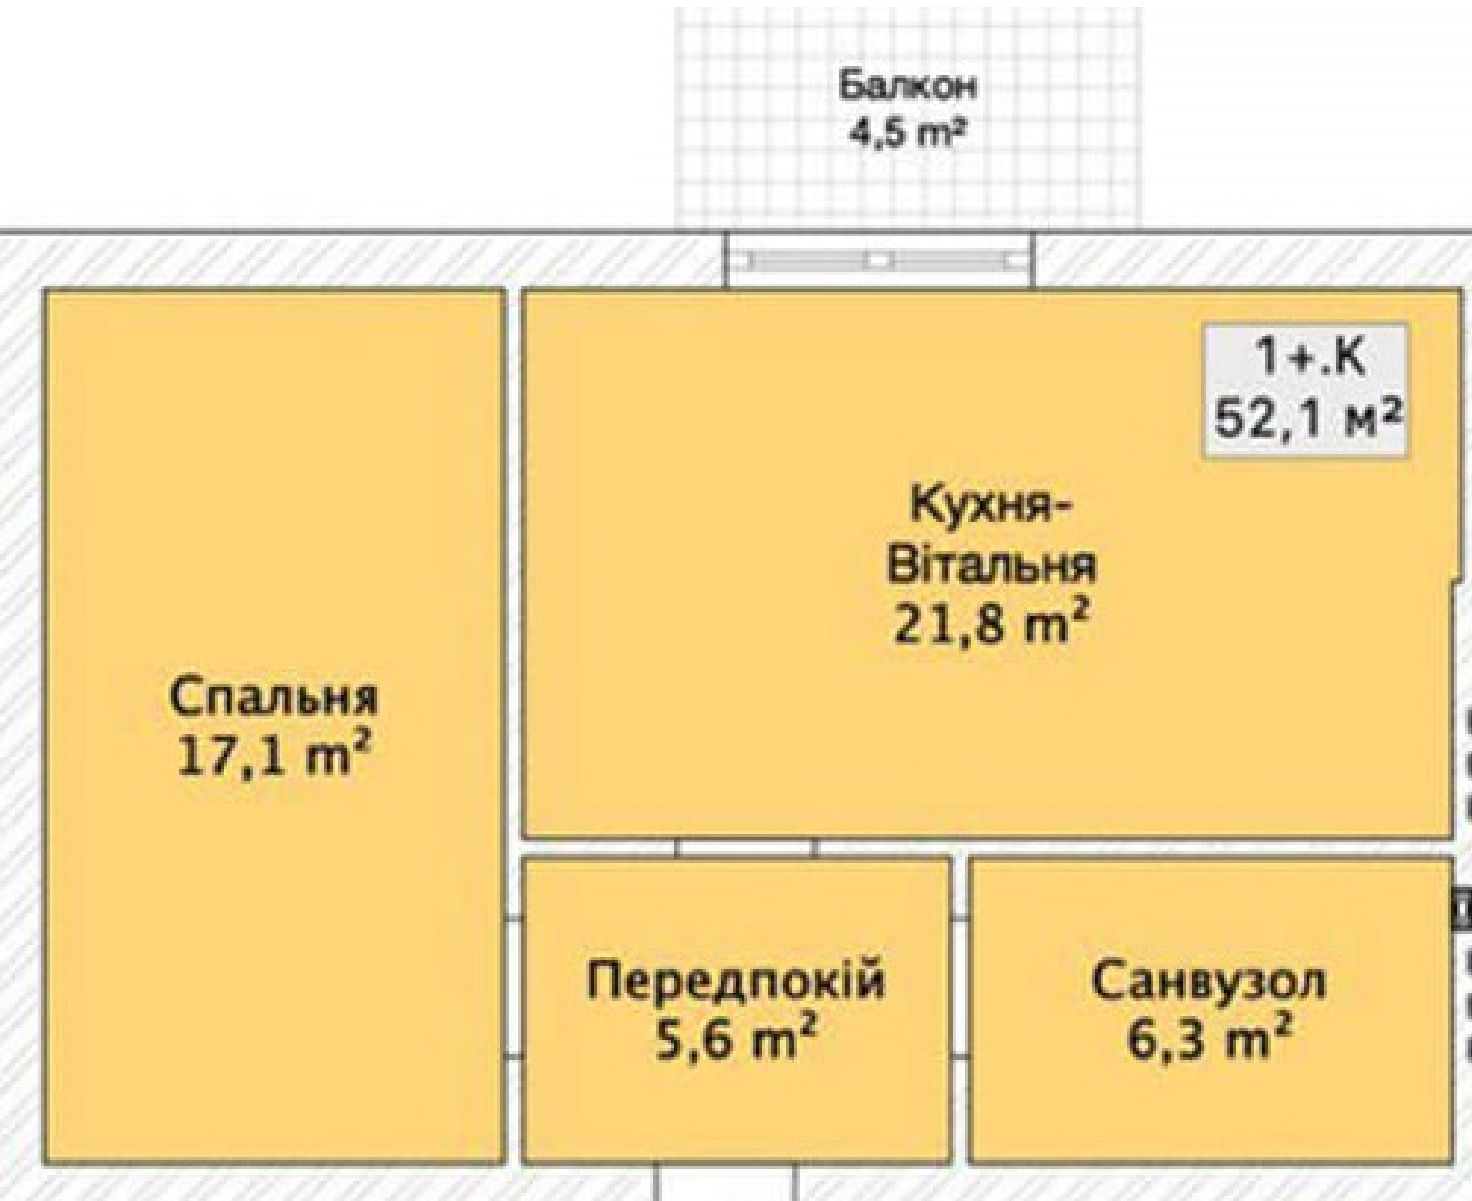 Балкон
4,5 m²
1+.К
52,1 м²
Кухня-
Вітальня
21,8 m²
Спальня
17,1 m²
Передпокій
5,6 m²
Санвузол
6,3 m²